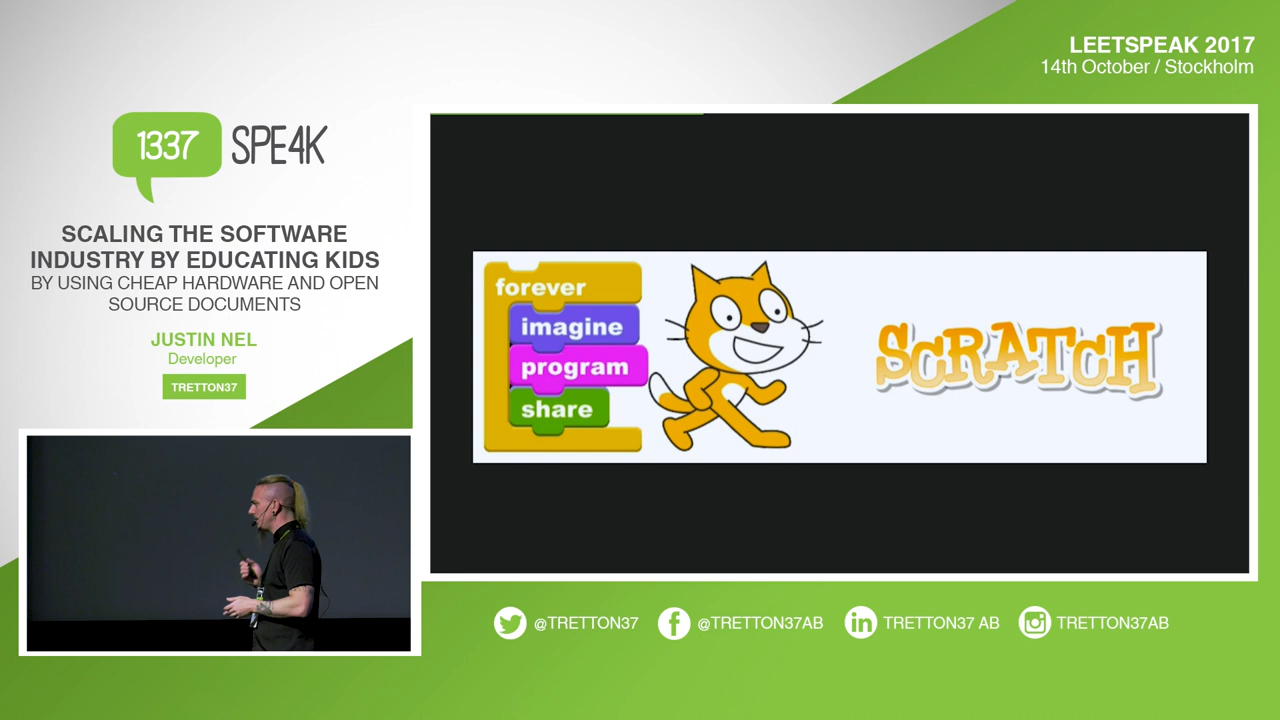 LEETSPEAK 2017
14th October / Stockholm
1337
SPE4K
SCALING THE SOFTWARE
INDUSTRY BY EDUCATING KIDS
BY USING CHEAP HARDWARE AND OPEN
SOURCE DOCUMENTS
JUSTIN NEL
Developer
TRETTON37
forever
imagine
program
share
SCRATCH
@TRETTON37
@TRETTON37AB
TRETTON37 AB
TRETTON37AB